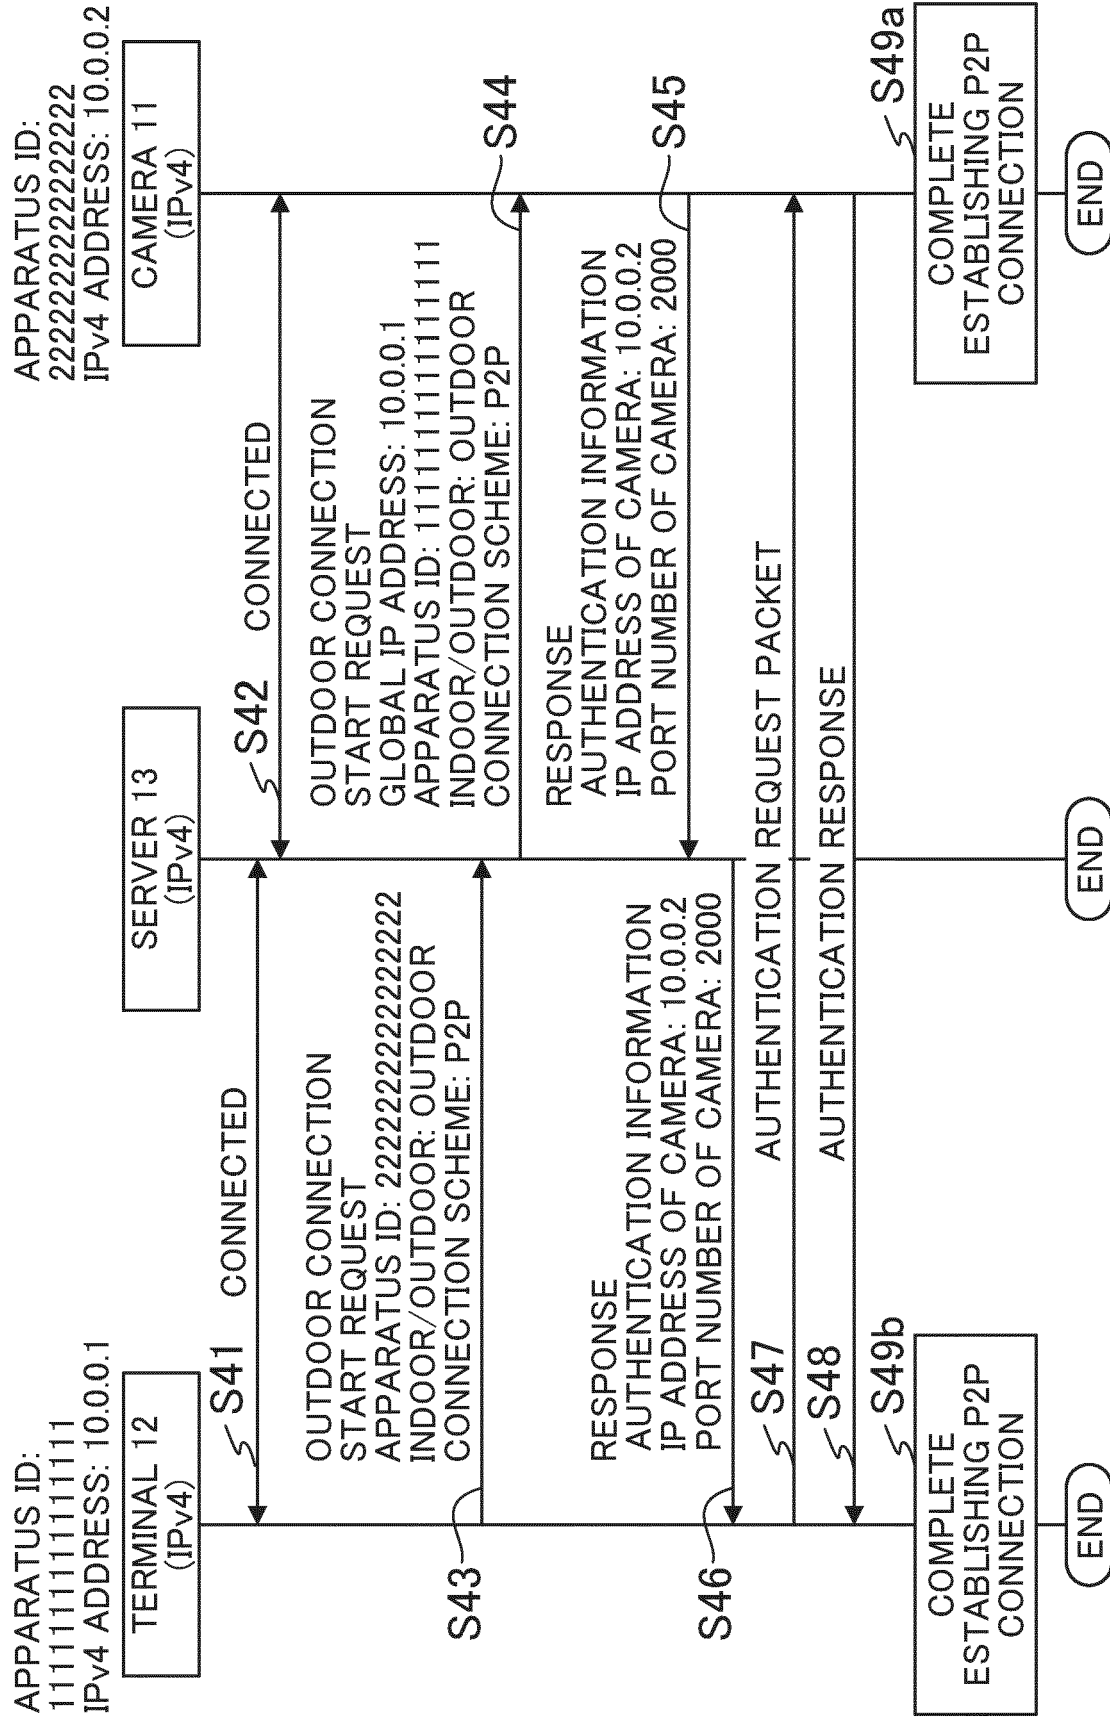 APPARATUS ID:
11111111111111111
IPv4 ADDRESS: 10.0.0.1
TERMINAL 12
(IPv4)
SERVER 13
(IPv4)
APPARATUS ID:
22222222222222222
IPv4 ADDRESS: 10.0.0.2
CAMERA 11
(IPv4)
S41
CONNECTED
S42
CONNECTED
OUTDOOR CONNECTION
START REQUEST
APPARATUS ID: 22222222222222222
INDOOR/OUTDOOR: OUTDOOR
CONNECTION SCHEME: P2P
S43
OUTDOOR CONNECTION
START REQUEST
GLOBAL IP ADDRESS: 10.0.0.1
APPARATUS ID: 11111111111111111
INDOOR/OUTDOOR: OUTDOOR
CONNECTION SCHEME: P2P
S44
RESPONSE
AUTHENTICATION INFORMATION
IP ADDRESS OF CAMERA: 10.0.0.2
PORT NUMBER OF CAMERA: 2000
S45
RESPONSE
AUTHENTICATION INFORMATION
IP ADDRESS OF CAMERA: 10.0.0.2
PORT NUMBER OF CAMERA: 2000
S46
S47
AUTHENTICATION REQUEST PACKET
S48
AUTHENTICATION RESPONSE
S49b
COMPLETE
ESTABLISHING P2P
CONNECTION
S49a
COMPLETE
ESTABLISHING P2P
CONNECTION
END
END
END